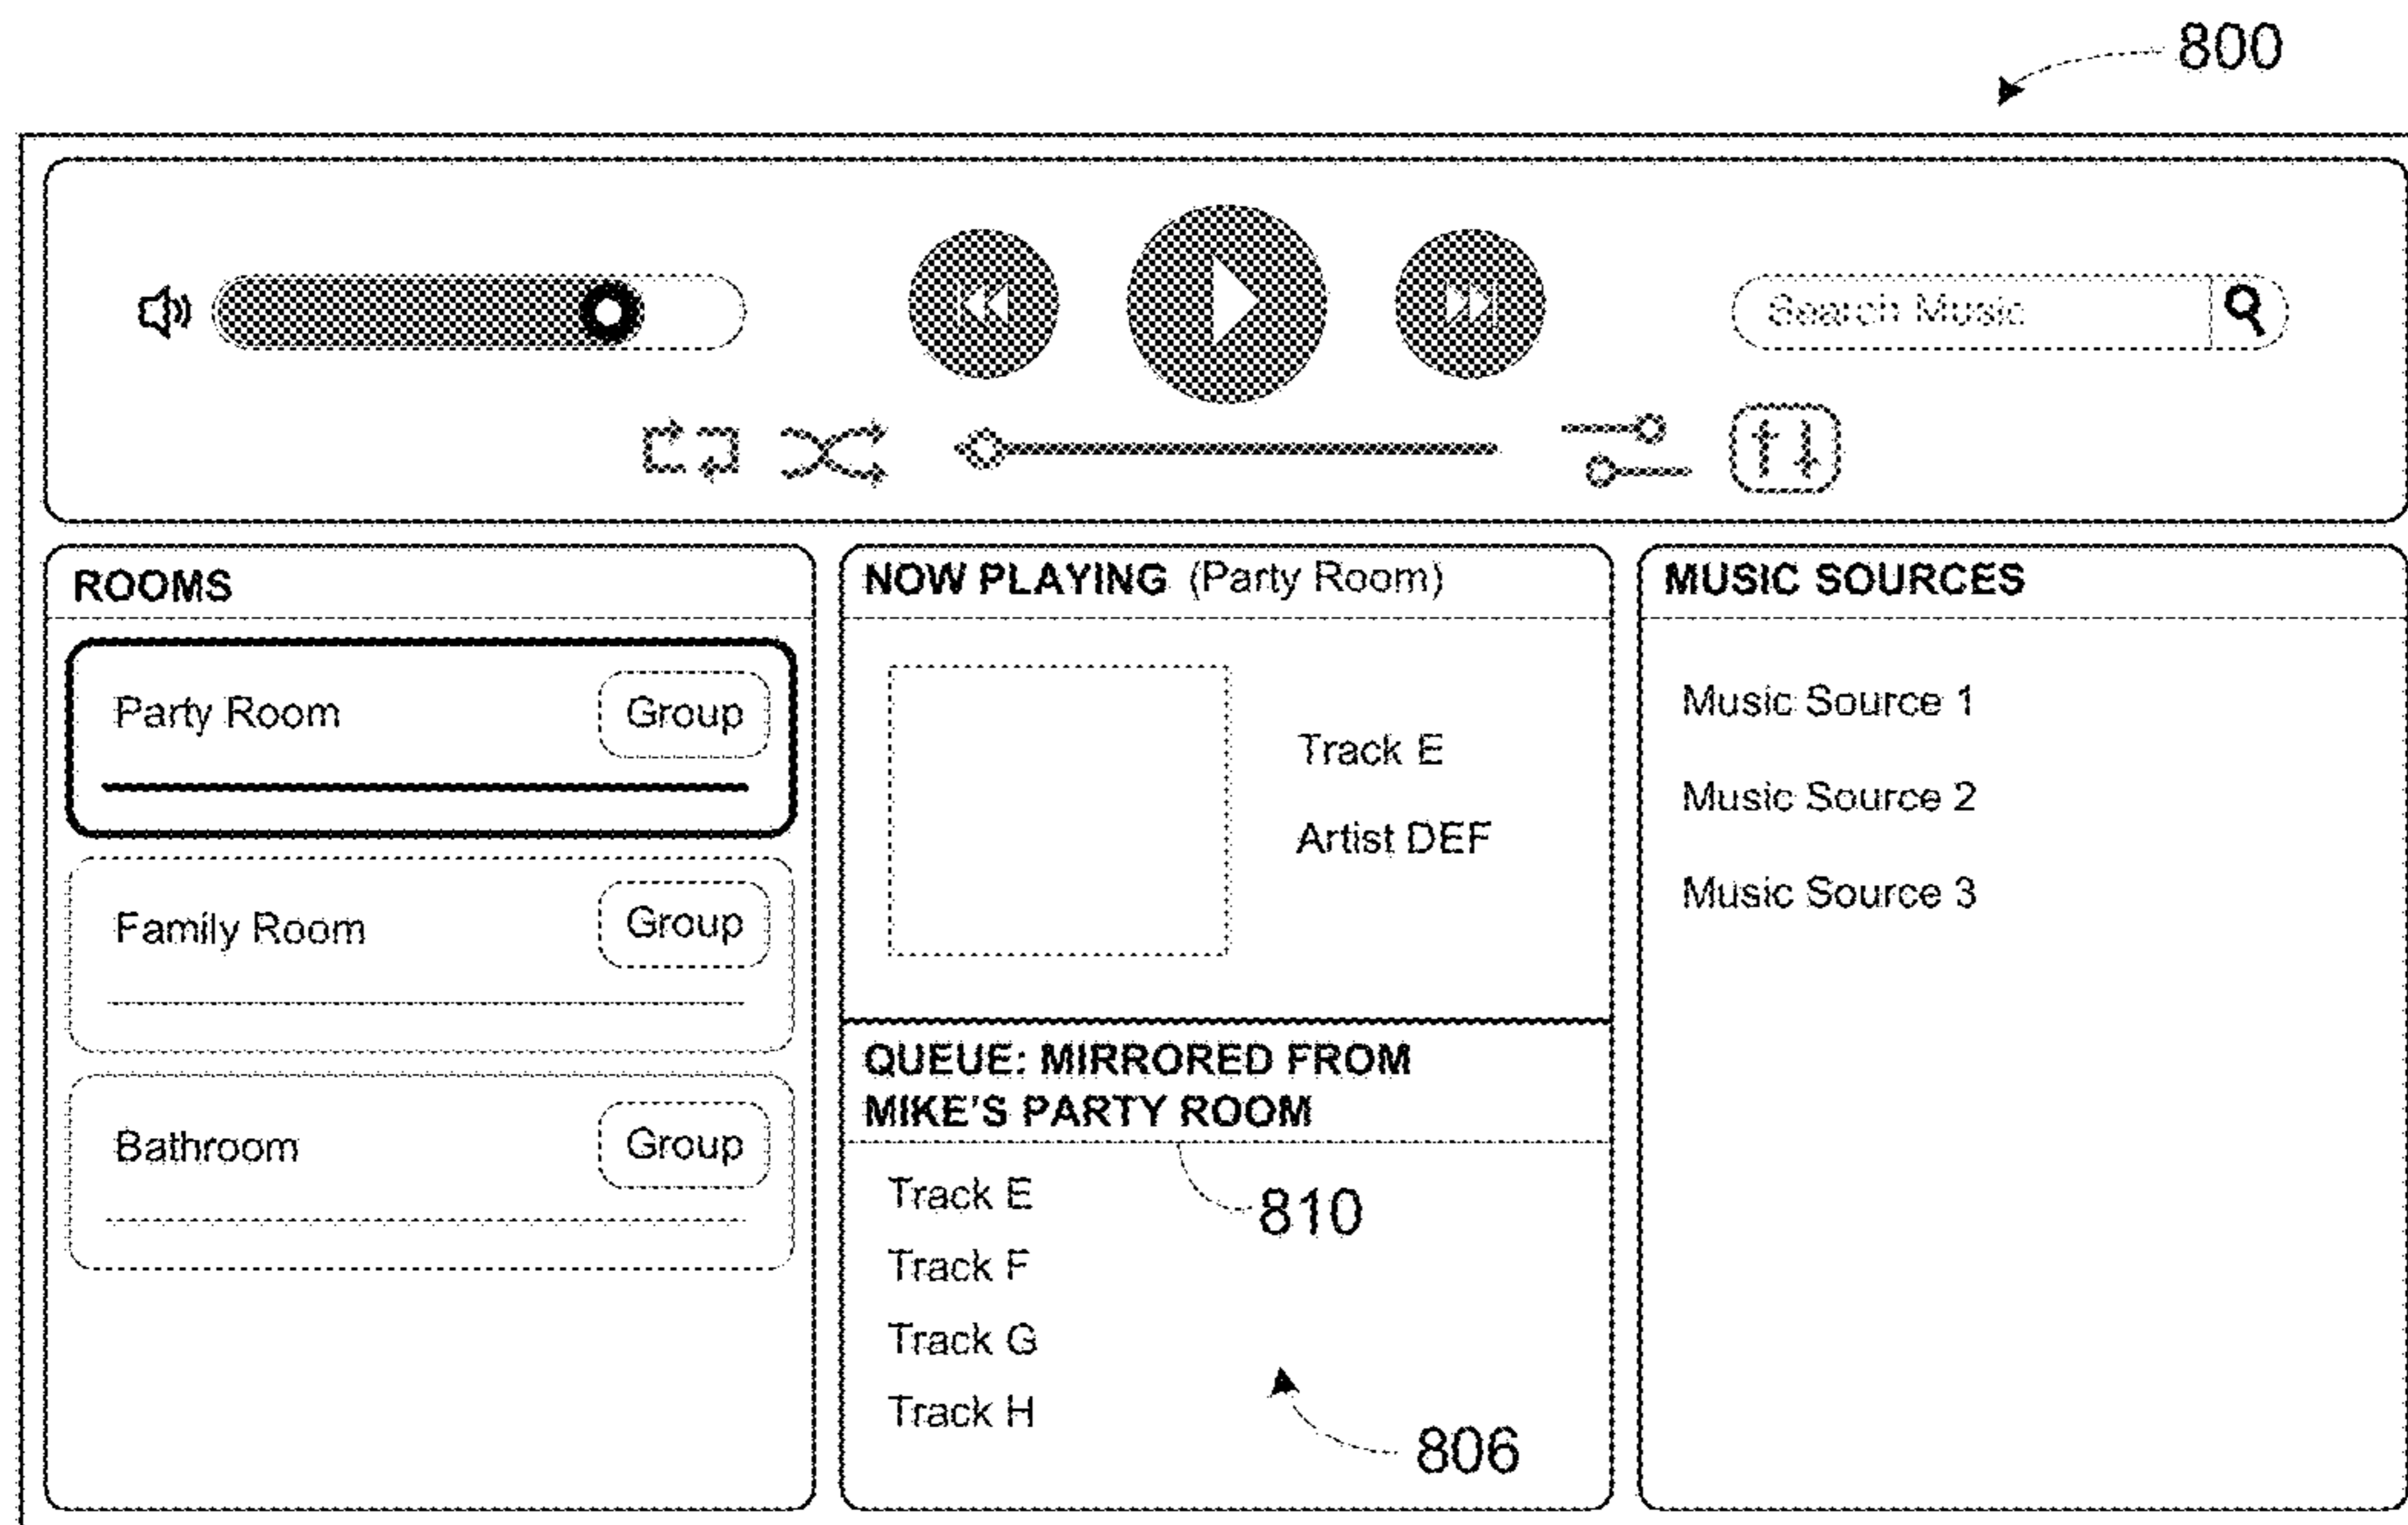 800
Search Music
ROOMS
Party Room Group
Family Room Group
Bathroom Group
NOW PLAYING (Party Room)
Track E
Artist DEF
QUEUE: MIRRORED FROM
MIKE'S PARTY ROOM
Track E
810
Track F
Track G
Track H
806
MUSIC SOURCES
Music Source 1
Music Source 2
Music Source 3